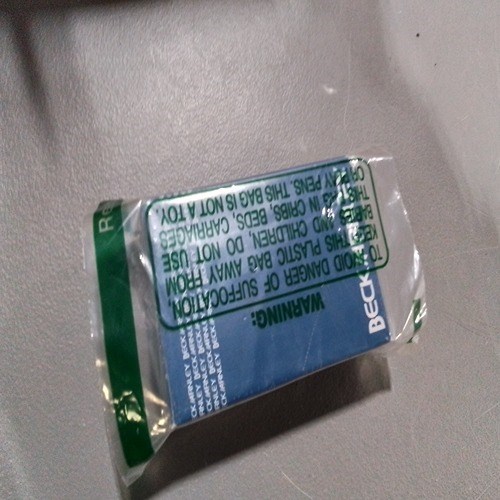 WARNING:
TO AVOID DANGER OF SUFFOCATION,
KEEP THIS PLASTIC BAG AWAY FROM
BABIES AND CHILDREN. DO NOT USE
THIS BAG IN CRIBS, BEDS, CARRIAGES
OR PLAY PENS. THIS BAG IS NOT A TOY.
BECK
Re